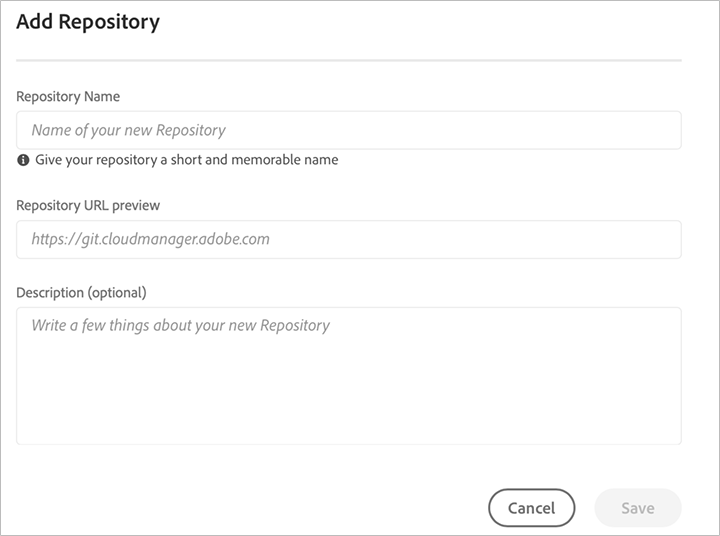 Add Repository
Repository Name
Name of your new Repository
Give your repository a short and memorable name
Repository URL preview
https://git.cloudmanager.adobe.com
Description (optional)
Write a few things about your new Repository
Cancel
Save